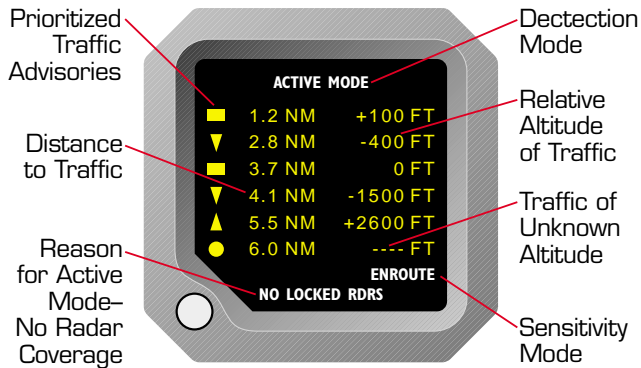 Prioritized
Traffic
Advisories
Dectection
Mode
ACTIVE MODE
1.2 NM +100 FT
2.8 NM -400 FT
3.7 NM 0 FT
4.1 NM -1500 FT
5.5 NM +2600 FT
6.0 NM ---- FT
ENROUTE
NO LOCKED RDRS
Distance
to Traffic
Relative
Altitude
of Traffic
Traffic of
Unknown
Altitude
Reason
for Active
Mode–
No Radar
Coverage
Sensitivity
Mode